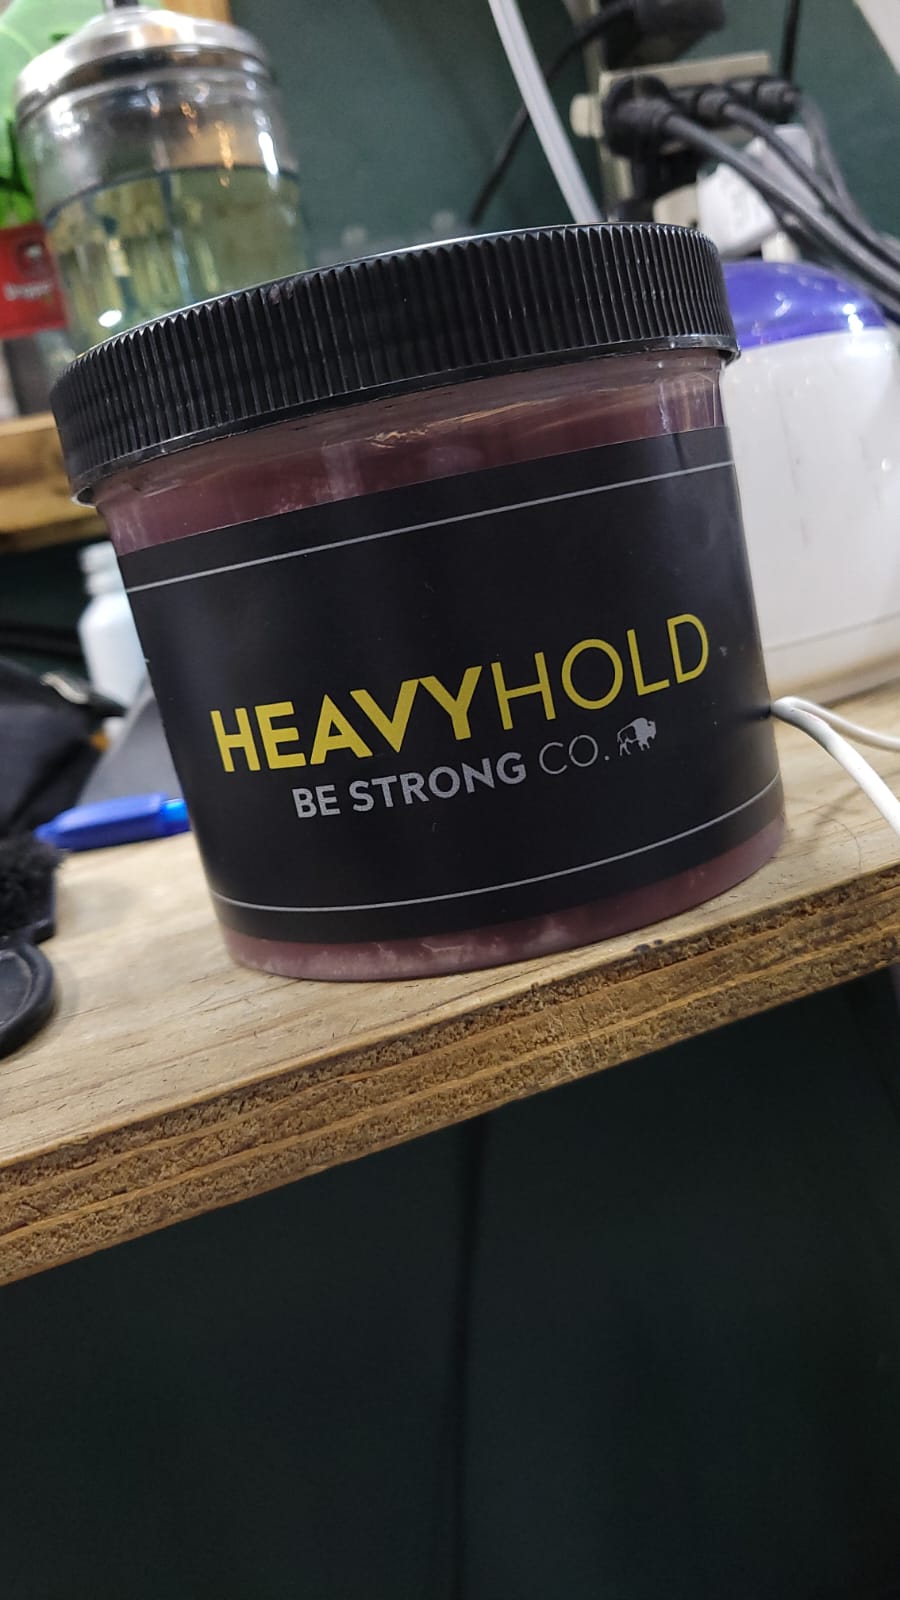 HEAVYHOLD
BE STRONG CO.